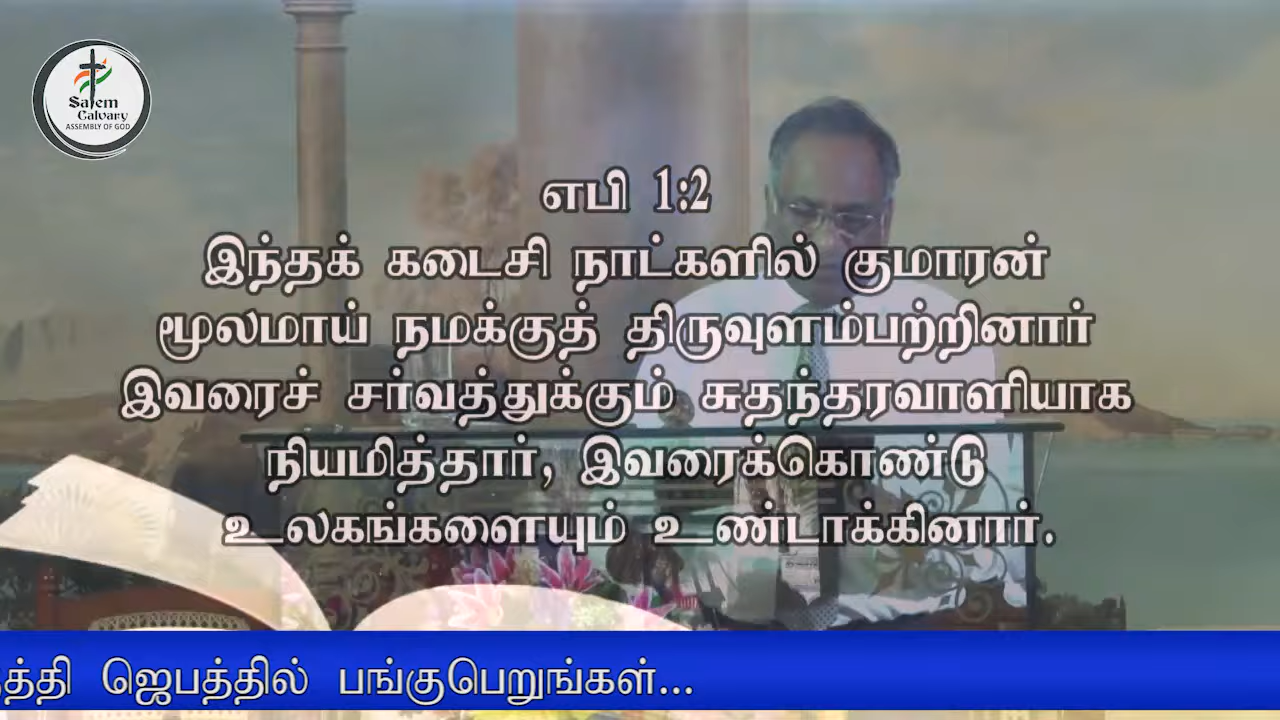 Salem
Calvary
ASSEMBLY OF GOD
எபி 1:2
இந்தக் கடைசி நாட்களில் குமாரன்
மூலமாய் நமக்குத் திருவுளம்பற்றினார்
இவரைச் சர்வத்துக்கும் சுதந்தரவாளியாக
நியமித்தார், இவரைக்கொண்டு
உலகங்களையும் உண்டாக்கினார்.
ஜெபத்தில் பங்குபெறுங்கள்...